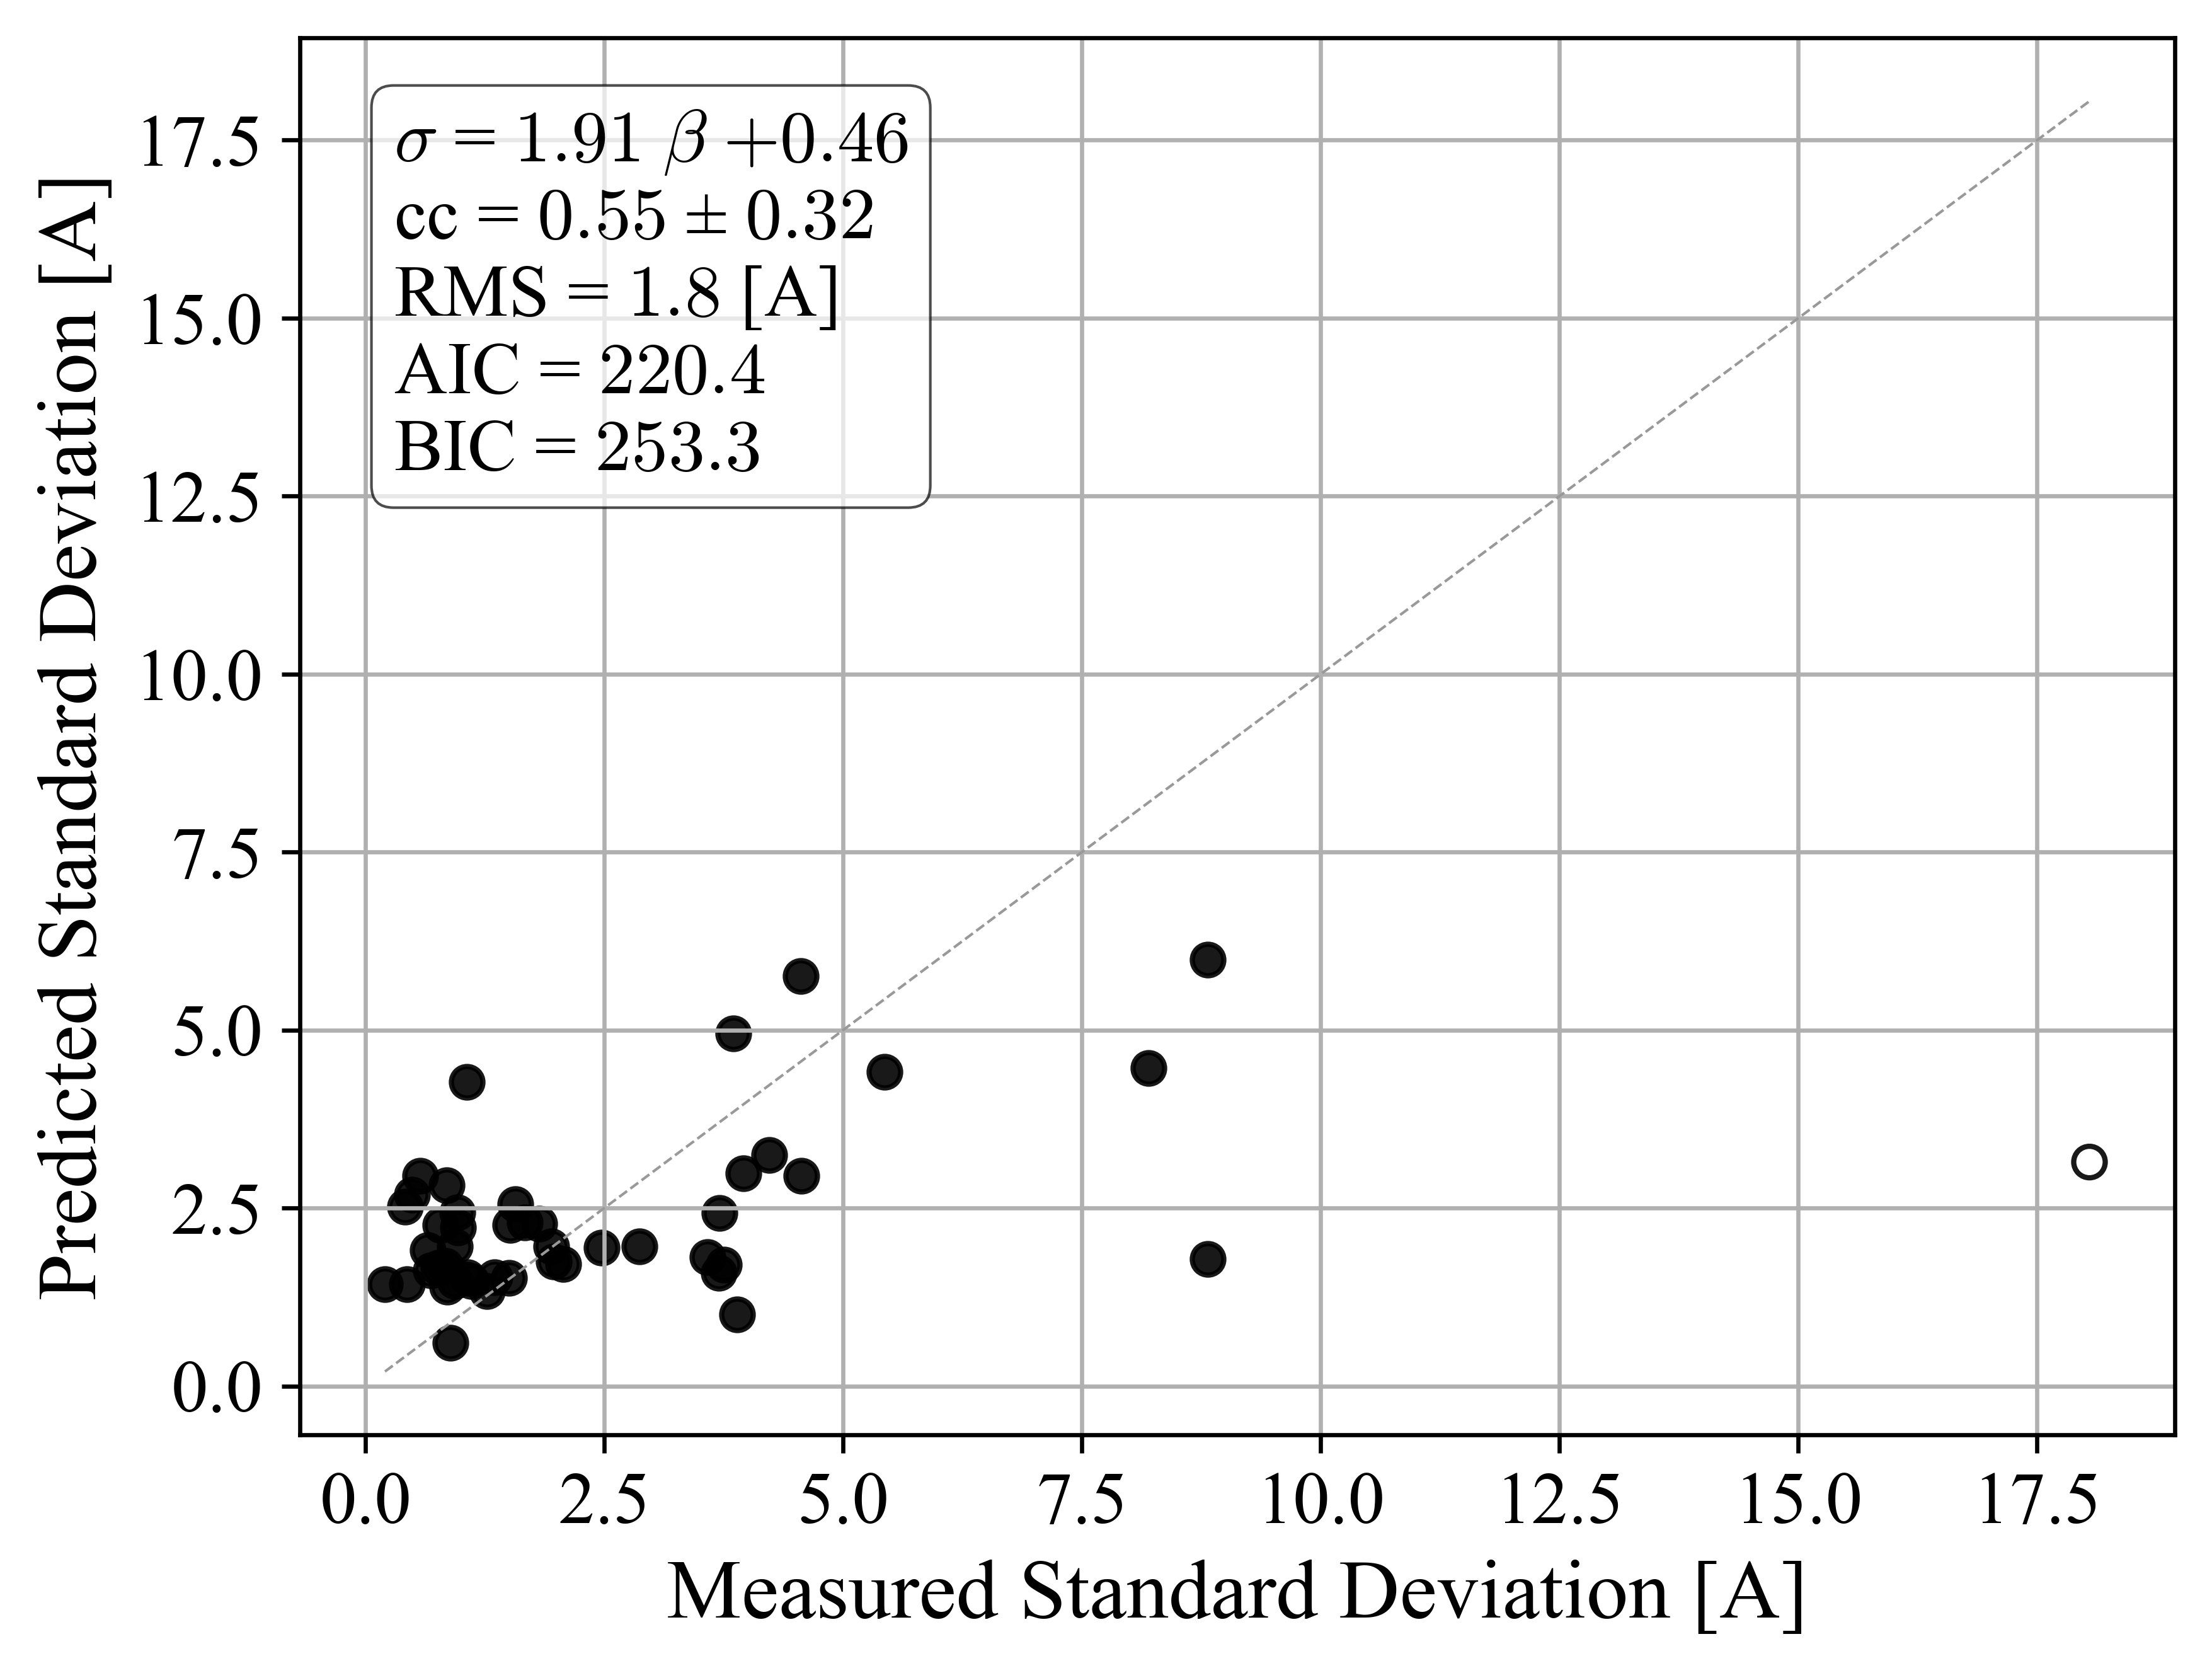 σ = 1.91 β +0.46
cc = 0.55 ± 0.32
RMS = 1.8 [A]
AIC = 220.4
BIC = 253.3
17.5
15.0
12.5
10.0
7.5
5.0
2.5
0.0
Predicted Standard Deviation [A]
0.0 2.5 5.0 7.5 10.0 12.5 15.0 17.5
Measured Standard Deviation [A]